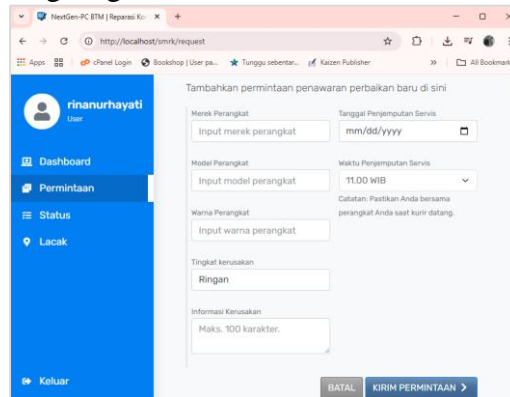 NextGen-PC BTM | Reparasi Ko
http://localhost/smrk/request
Apps
cPanel Login
Bookshop | User pa...
Tunggu sebentar...
Kaizen Publisher
»
All Bookmark
rinanurhayati
User
Dashboard
Permintaan
Status
Lacak
Keluar
Tambahkan permintaan penawaran perbaikan baru di sini
Merek Perangkat
Input merek perangkat
Model Perangkat
Input model perangkat
Warna Perangkat
Input warna perangkat
Tingkat kerusakan
Ringan
Informasi Kerusakan
Maks. 100 karakter.
Tanggal Penjemputan Servis
mm/dd/yyyy
Waktu Penjemputan Servis
11.00 WIB
Catatan: Pastikan Anda bersama
perangkat Anda saat kurir datang.
BATAL
KIRIM PERMINTAAN